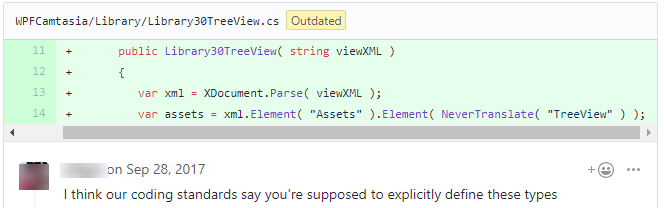 WPFCamtasia/Library/Library30TreeView.cs Outdated
11 + public Library30TreeView( string viewXML )
12 + {
13 + var xml = XDocument.Parse( viewXML );
14 + var assets = xml.Element( "Assets" ).Element( NeverTranslate( "TreeView" ) );
on Sep 28, 2017
I think our coding standards say you're supposed to explicitly define these types